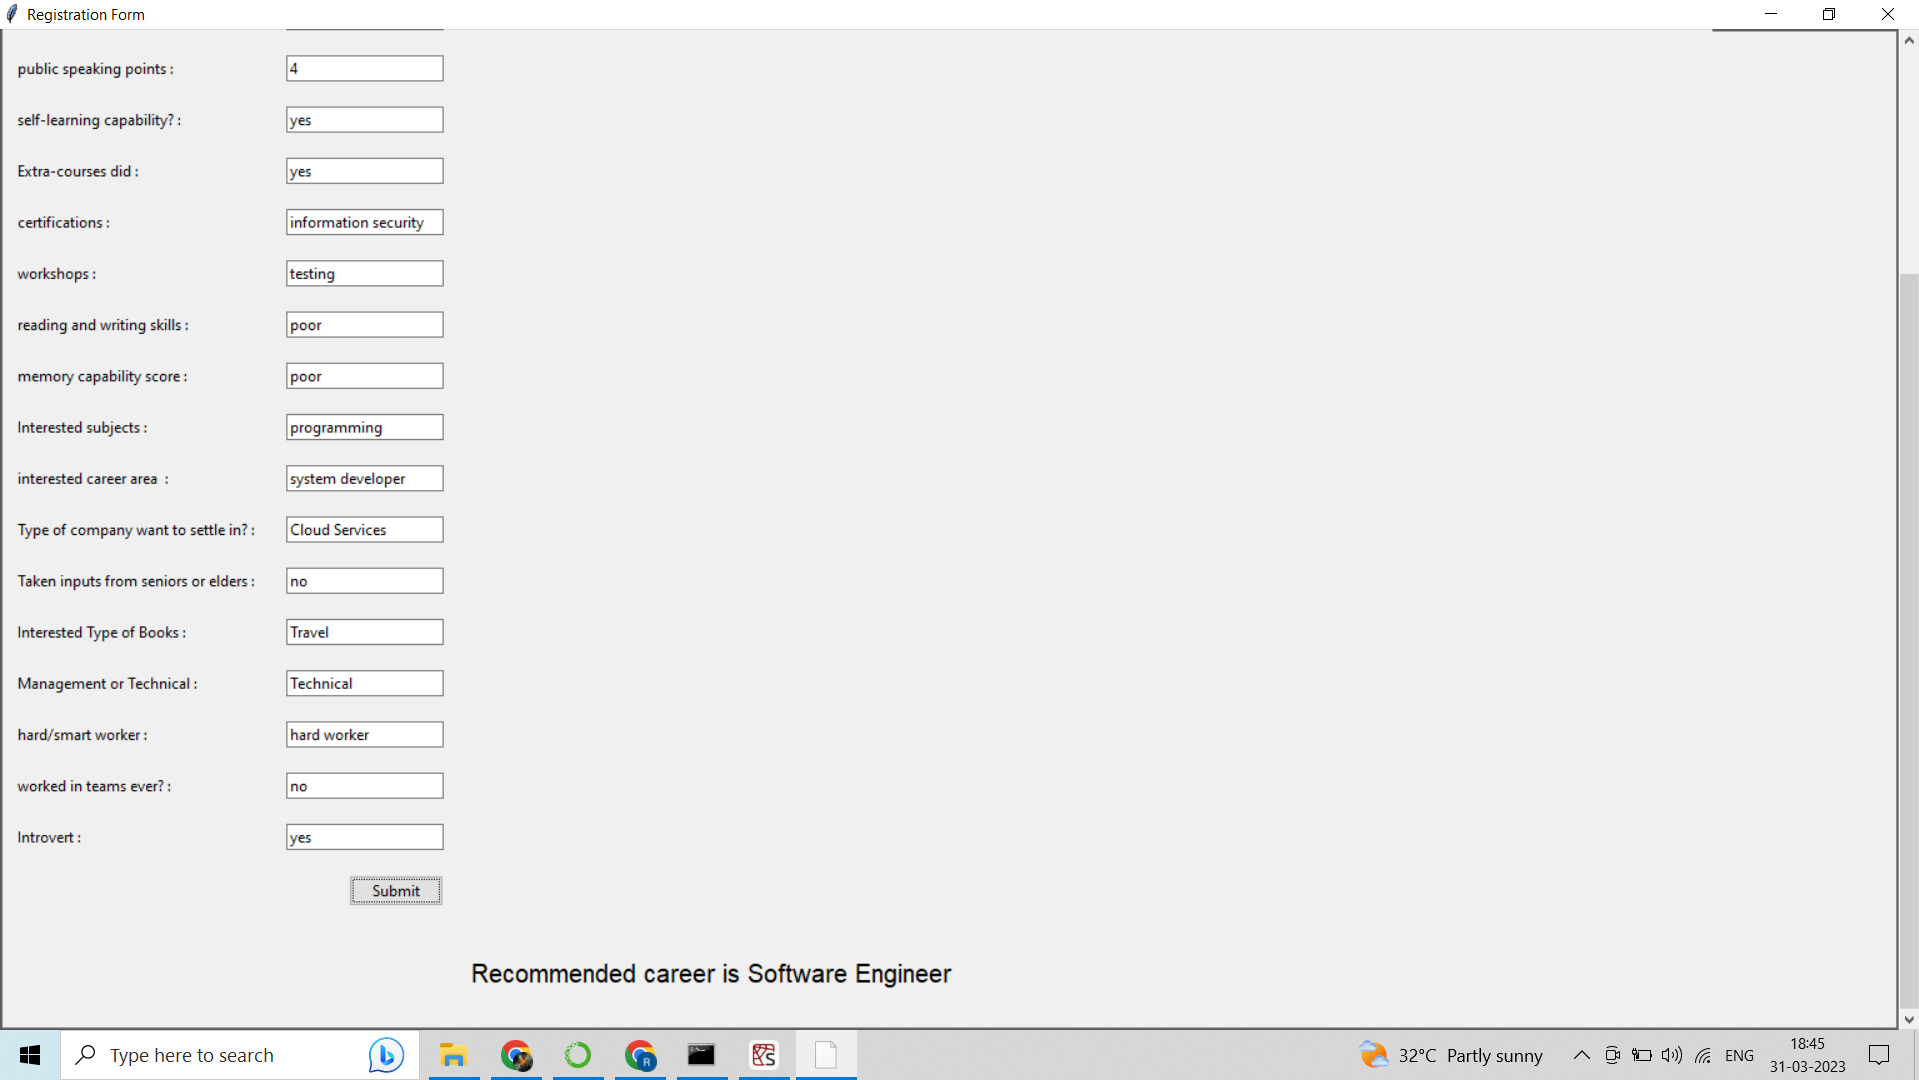 Registration Form
public speaking points : 4
self-learning capability? : yes
Extra-courses did : yes
certifications : information security
workshops : testing
reading and writing skills : poor
memory capability score : poor
Interested subjects : programming
interested career area  : system developer
Type of company want to settle in? : Cloud Services
Taken inputs from seniors or elders : no
Interested Type of Books : Travel
Management or Technical : Technical
hard/smart worker : hard worker
worked in teams ever? : no
Introvert : yes
Submit
Recommended career is Software Engineer
Type here to search
R
S
32°C Partly sunny
ENG
18:45
31-03-2023